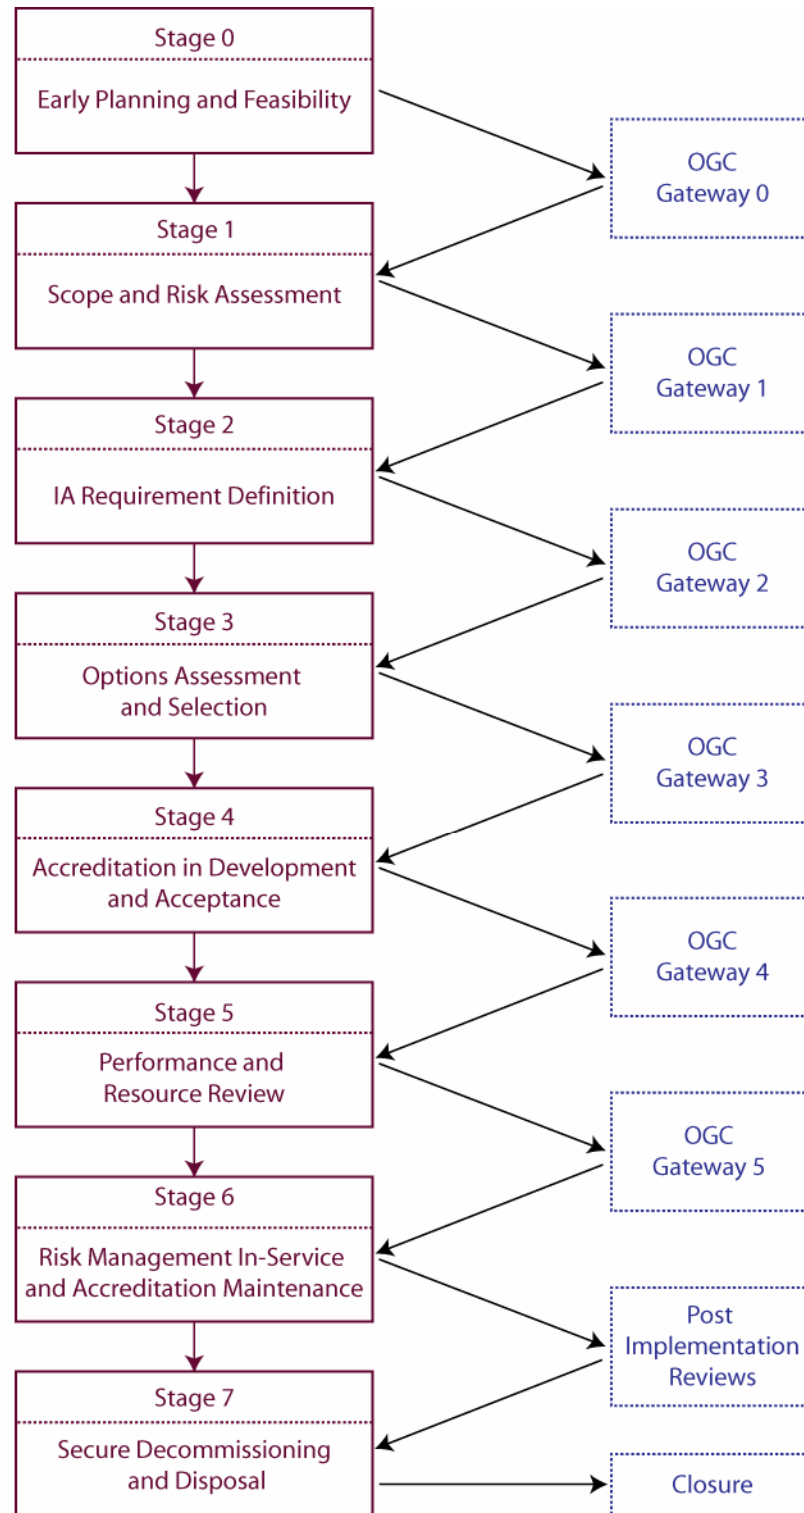 Stage 0
Early Planning and Feasibility
OGC
Gateway 0
Stage 1
Scope and Risk Assessment
OGC
Gateway 1
Stage 2
IA Requirement Definition
OGC
Gateway 2
Stage 3
Options Assessment
and Selection
OGC
Gateway 3
Stage 4
Accreditation in Development
and Acceptance
OGC
Gateway 4
Stage 5
Performance and
Resource Review
OGC
Gateway 5
Stage 6
Risk Management In-Service
and Accreditation Maintenance
Post
Implementation
Reviews
Stage 7
Secure Decommissioning
and Disposal
Closure